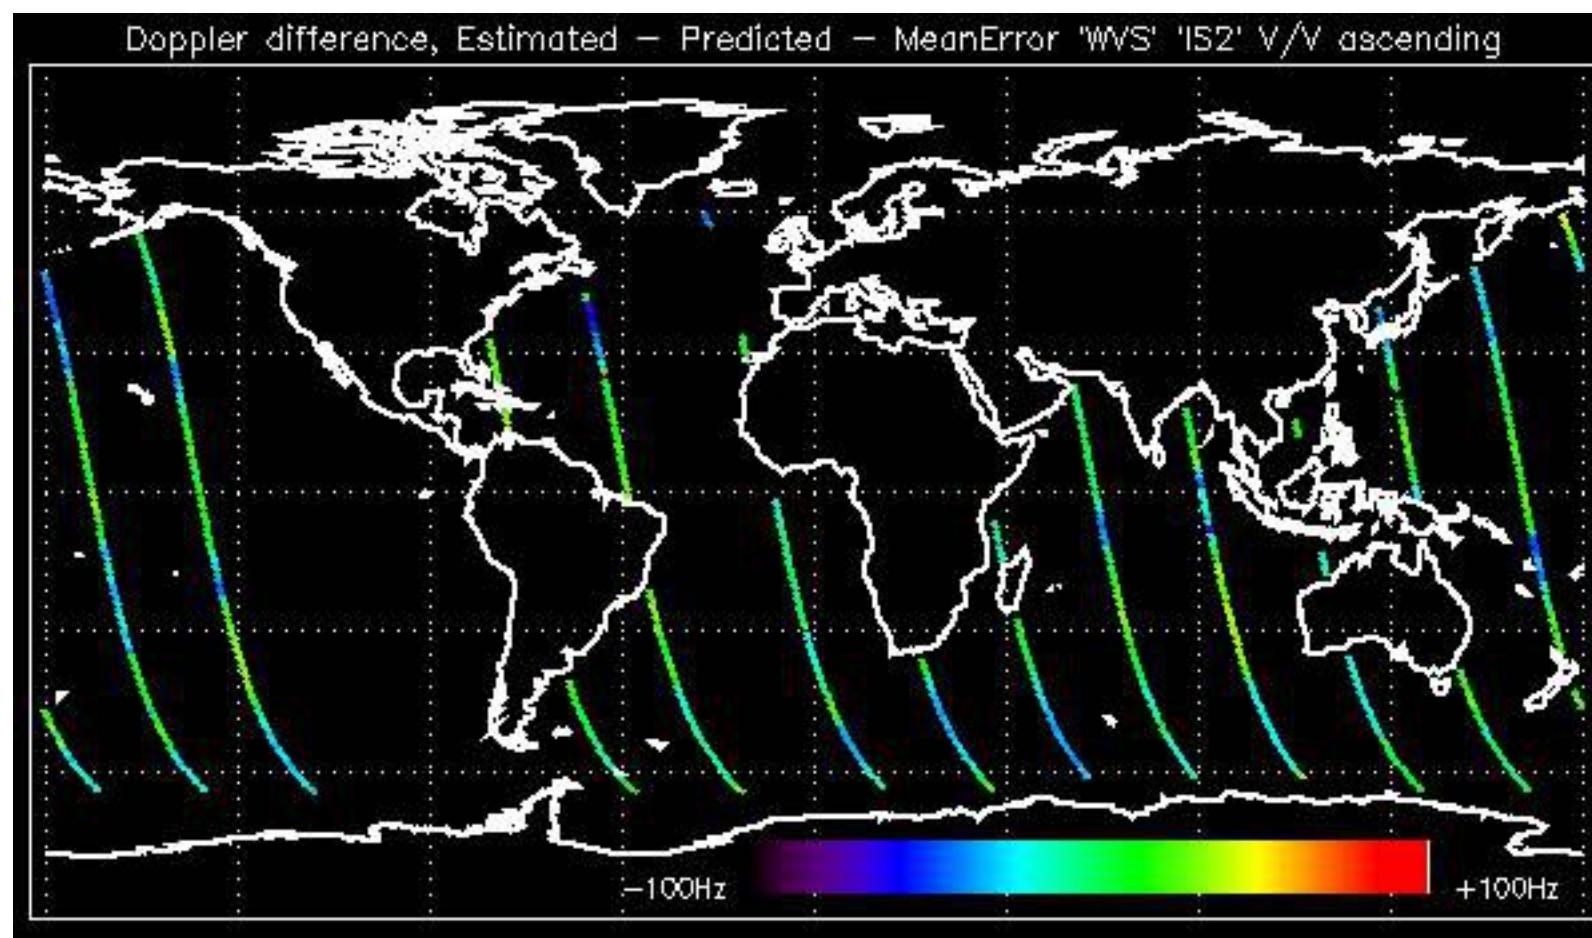 Doppler difference, Estimated – Predicted – MeanError 'WVS' 'IS2' V/V ascending
–100Hz
+100Hz